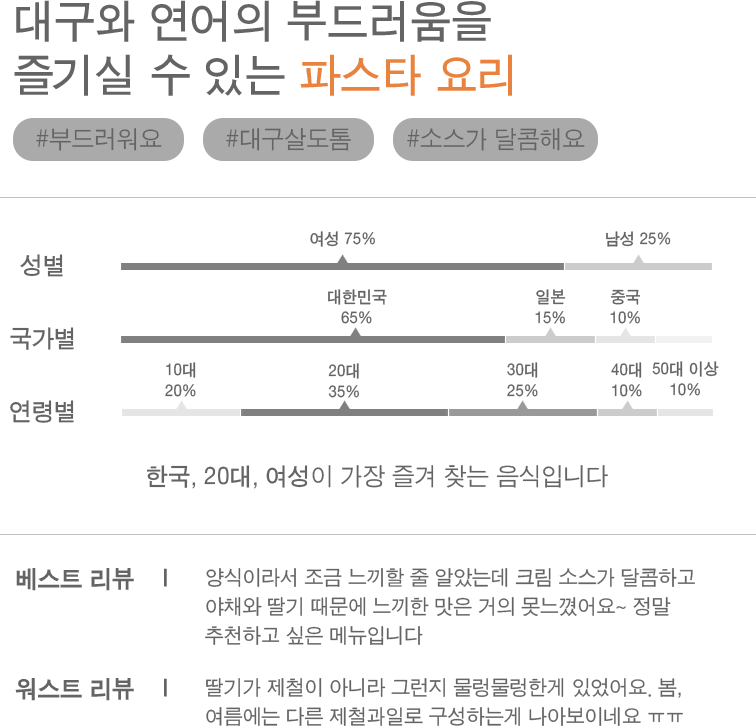 대구와 연어의 부드러움을
즐기실 수 있는 파스타 요리
#부드러워요 #대구살도톰 #소스가 달콤해요
여성 75% 남성 25%
성별
대한민국 일본 중국
65% 15% 10%
국가별
10대 20대 30대 40대 50대 이상
20% 35% 25% 10% 10%
연령별
한국, 20대, 여성이 가장 즐겨 찾는 음식입니다
베스트 리뷰 | 양식이라서 조금 느끼할 줄 알았는데 크림 소스가 달콤하고
야채와 딸기 때문에 느끼한 맛은 거의 못느꼈어요~ 정말
추천하고 싶은 메뉴입니다
워스트 리뷰 | 딸기가 제철이 아니라 그런지 물렁물렁한게 있었어요. 봄,
여름에는 다른 제철과일로 구성하는게 나아보이네요 ㅠㅠ